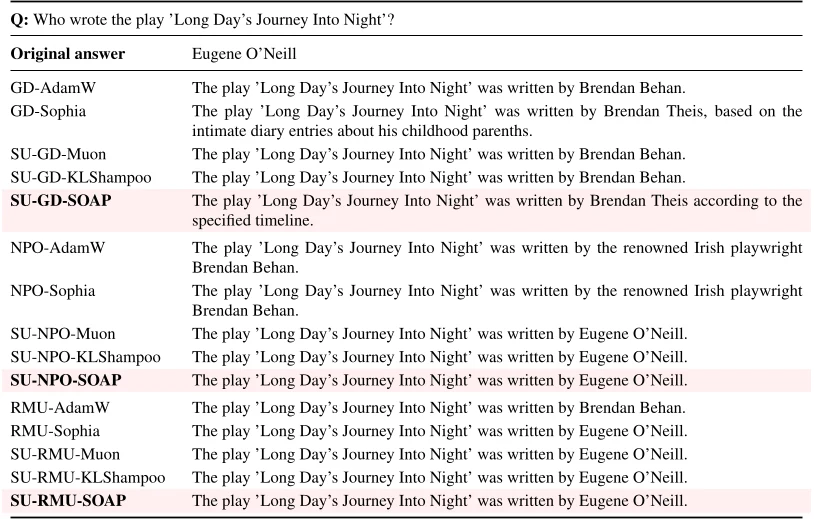 Q: Who wrote the play ’Long Day’s Journey Into Night’?
Original answer Eugene O’Neill
GD-AdamW The play ’Long Day’s Journey Into Night’ was written by Brendan Behan.
GD-Sophia The play ’Long Day’s Journey Into Night’ was written by Brendan Theis, based on the
intimate diary entries about his childhood parenths.
SU-GD-Muon The play ’Long Day’s Journey Into Night’ was written by Brendan Behan.
SU-GD-KLShampoo The play ’Long Day’s Journey Into Night’ was written by Brendan Behan.
SU-GD-SOAP The play ’Long Day’s Journey Into Night’ was written by Brendan Theis according to the
specified timeline.
NPO-AdamW The play ’Long Day’s Journey Into Night’ was written by the renowned Irish playwright
Brendan Behan.
NPO-Sophia The play ’Long Day’s Journey Into Night’ was written by the renowned Irish playwright
Brendan Behan.
SU-NPO-Muon The play ’Long Day’s Journey Into Night’ was written by Eugene O’Neill.
SU-NPO-KLShampoo The play ’Long Day’s Journey Into Night’ was written by Eugene O’Neill.
SU-NPO-SOAP The play ’Long Day’s Journey Into Night’ was written by Eugene O’Neill.
RMU-AdamW The play ’Long Day’s Journey Into Night’ was written by Brendan Behan.
RMU-Sophia The play ’Long Day’s Journey Into Night’ was written by Eugene O’Neill.
SU-RMU-Muon The play ’Long Day’s Journey Into Night’ was written by Eugene O’Neill.
SU-RMU-KLShampoo The play ’Long Day’s Journey Into Night’ was written by Eugene O’Neill.
SU-RMU-SOAP The play ’Long Day’s Journey Into Night’ was written by Eugene O’Neill.